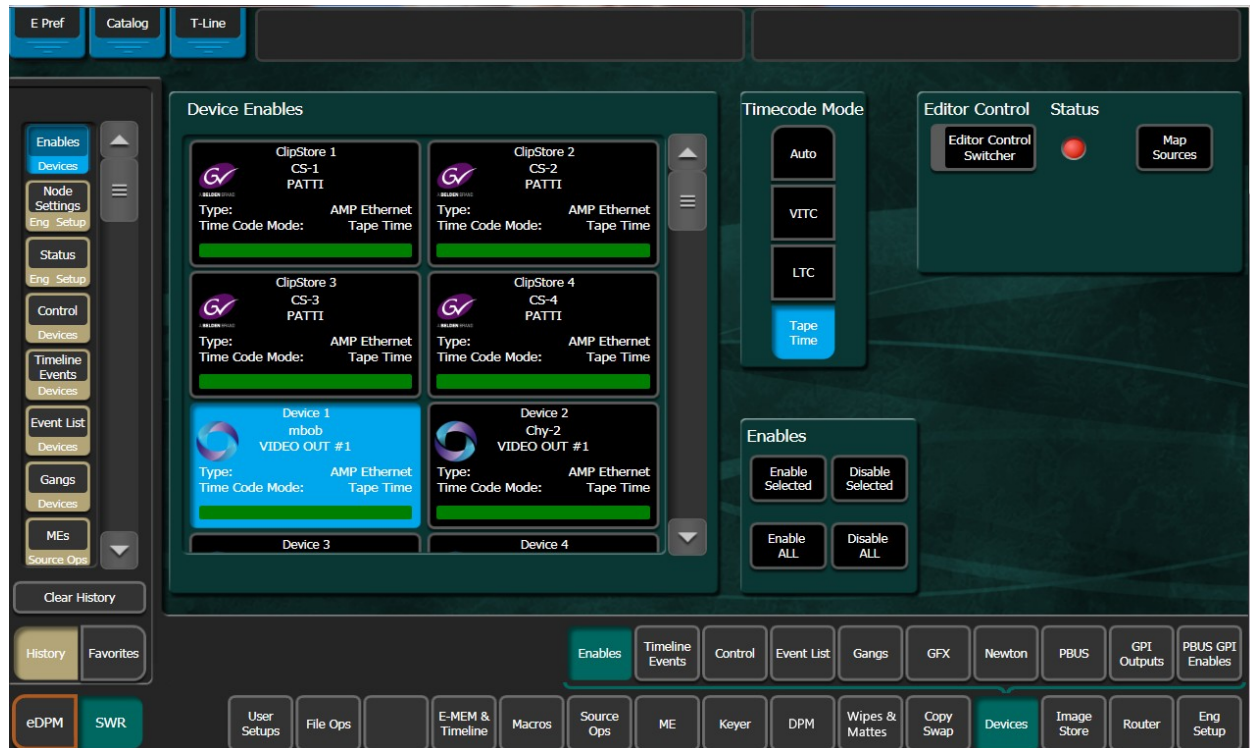 E Pref
Catalog
T-Line
Enables
Devices
Node
Settings
Eng Setup
Status
Eng Setup
Control
Devices
Timeline
Events
Devices
Event List
Devices
Gangs
Devices
MEs
Source Ops
Clear History
History
Favorites
Device Enables
ClipStore 1
CS-1
PATTI
Type: AMP Ethernet
Time Code Mode: Tape Time
ClipStore 2
CS-2
PATTI
Type: AMP Ethernet
Time Code Mode: Tape Time
ClipStore 3
CS-3
PATTI
Type: AMP Ethernet
Time Code Mode: Tape Time
ClipStore 4
CS-4
PATTI
Type: AMP Ethernet
Time Code Mode: Tape Time
Device 1
mbob
VIDEO OUT #1
Type: AMP Ethernet
Time Code Mode: Tape Time
Device 2
Chy-2
VIDEO OUT #1
Type: AMP Ethernet
Time Code Mode: Tape Time
Device 3
Device 4
Timecode Mode
Auto
VITC
LTC
Tape
Time
Editor Control
Status
Editor Control
Switcher
Map
Sources
Enables
Enable
Selected
Disable
Selected
Enable
ALL
Disable
ALL
Enables
Timeline
Events
Control
Event List
Gangs
GFX
Newton
PBUS
GPI
Outputs
PBUS GPI
Enables
eDPM
SWR
User
Setups
File Ops
E-MEM &
Timeline
Macros
Source
Ops
ME
Keyer
DPM
Wipes &
Mattes
Copy
Swap
Devices
Image
Store
Router
Eng
Setup